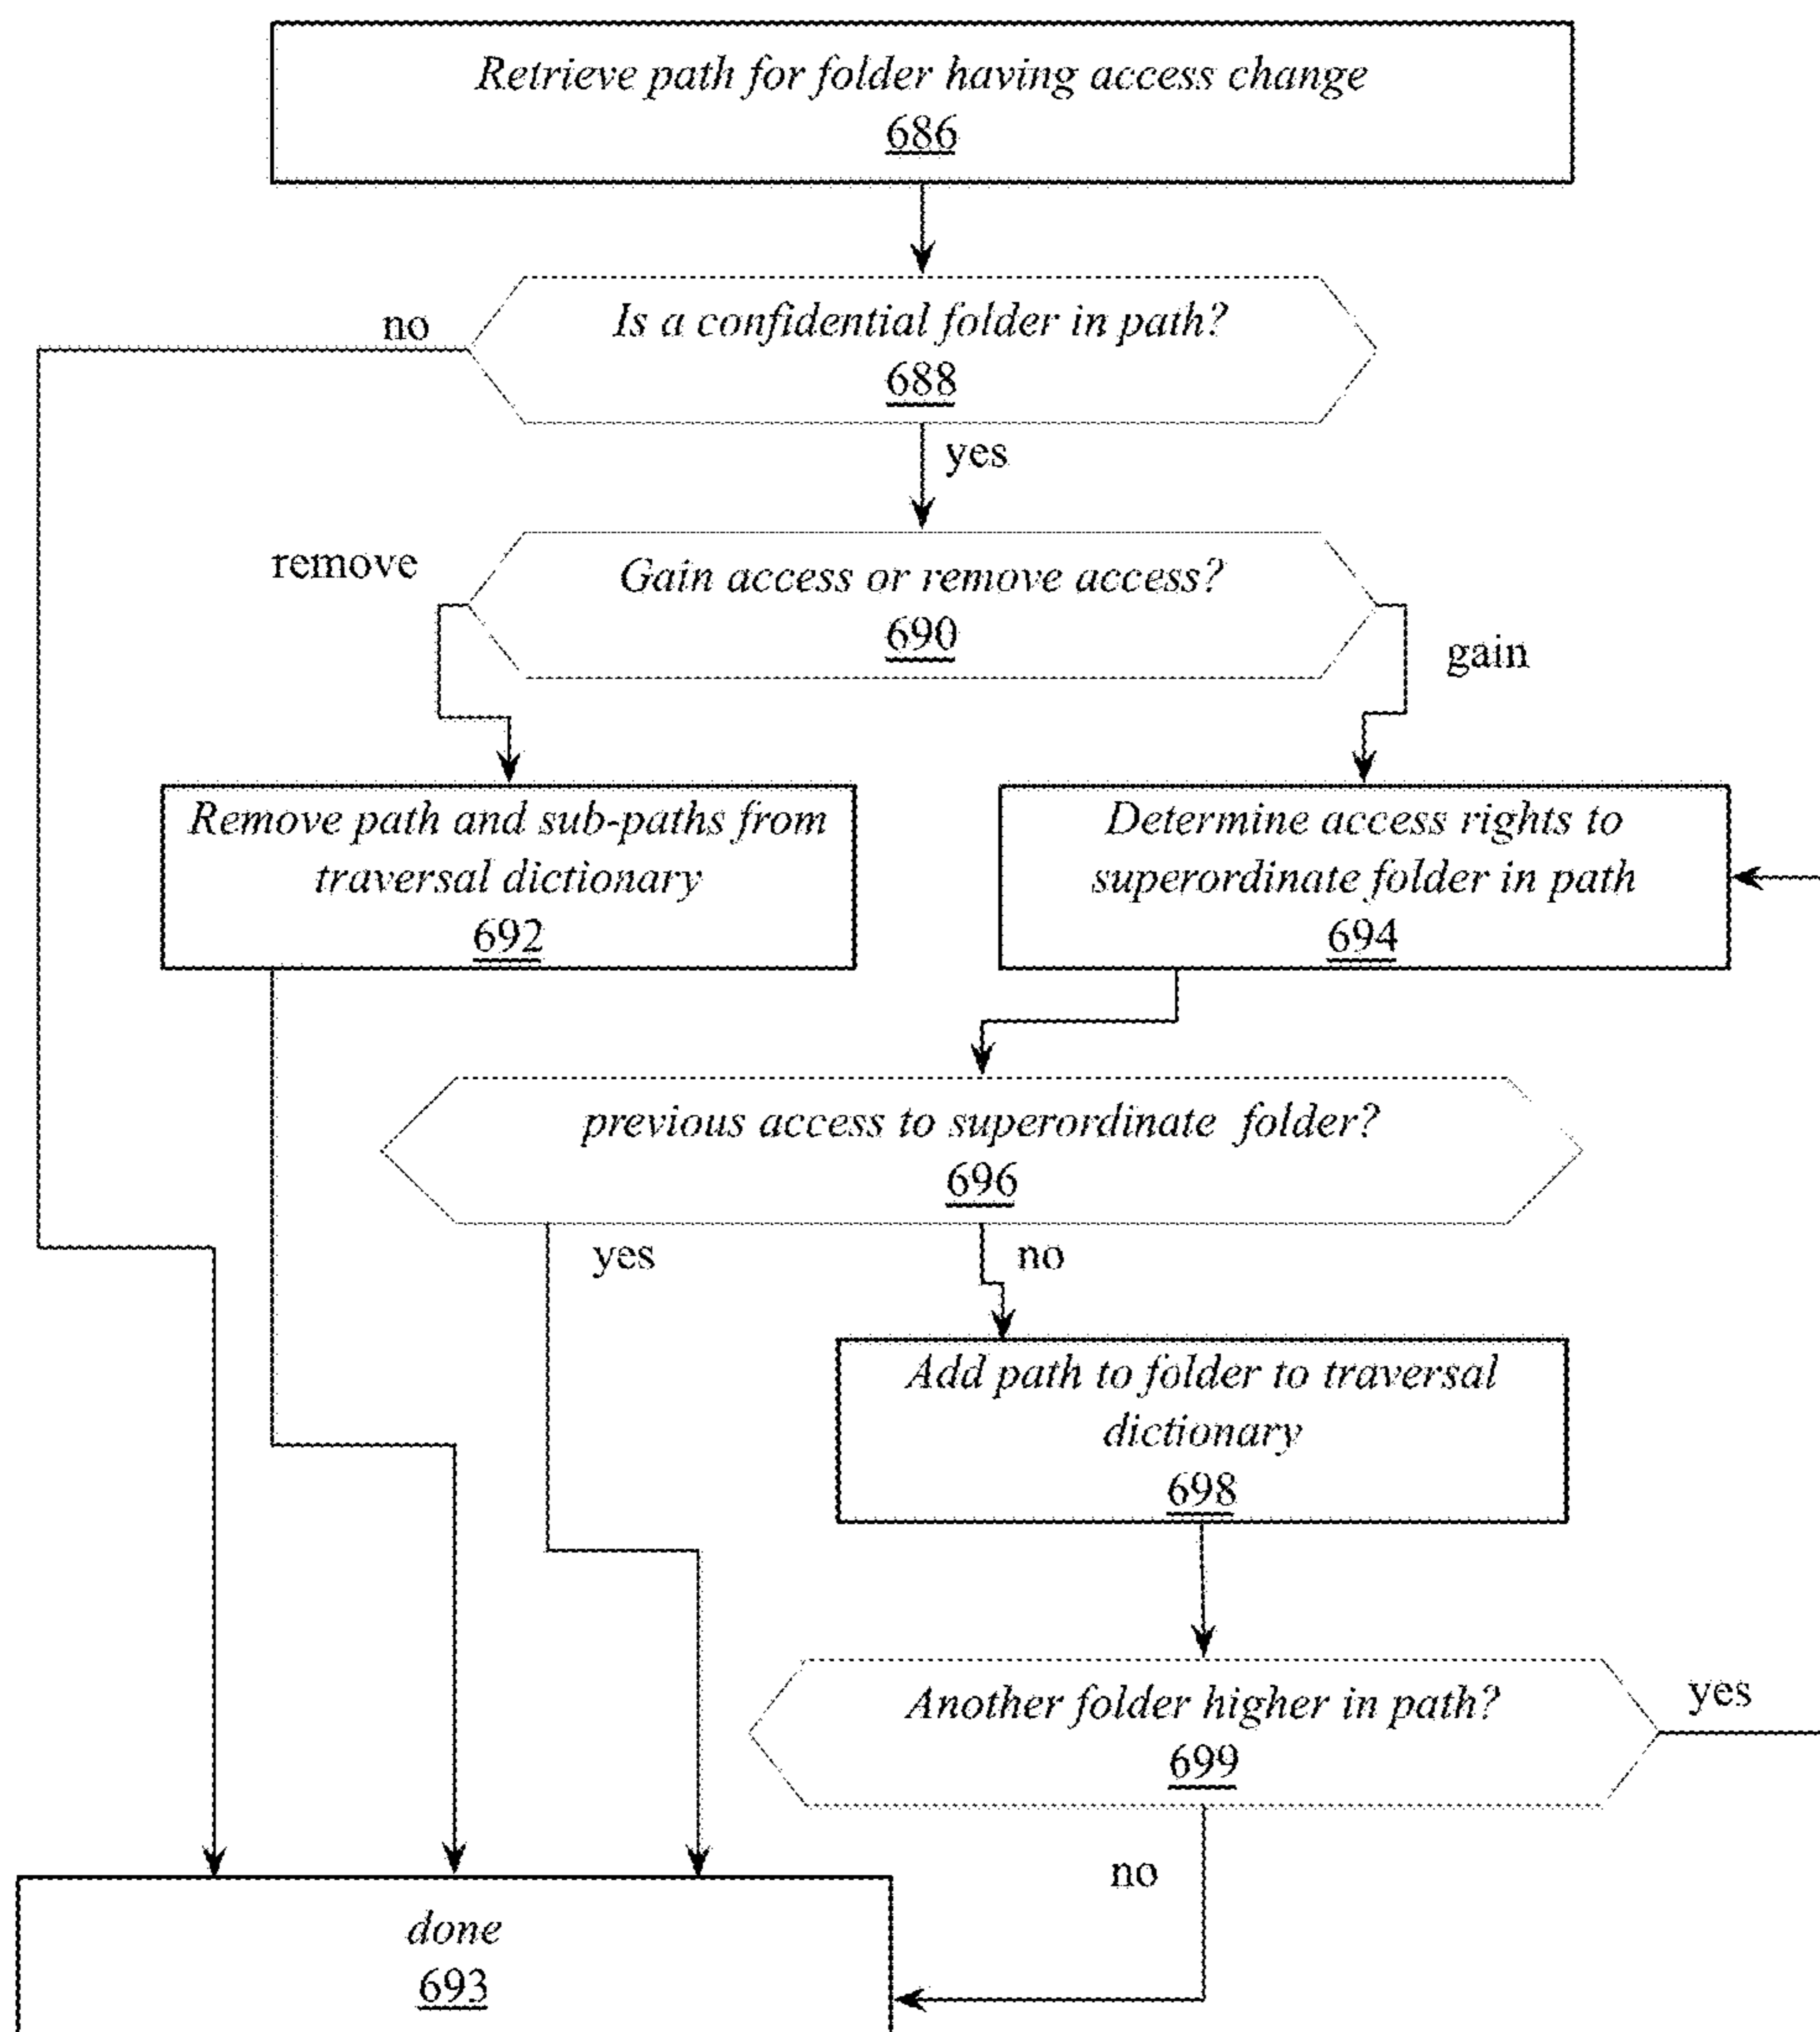 Retrieve path for folder having access change
686
no
Is a confidential folder in path?
688
yes
remove
Gain access or remove access?
690
gain
Remove path and sub-paths from
traversal dictionary
692
Determine access rights to
superordinate folder in path
694
previous access to superordinate folder?
696
yes
no
Add path to folder to traversal
dictionary
698
Another folder higher in path?
699
yes
no
done
693